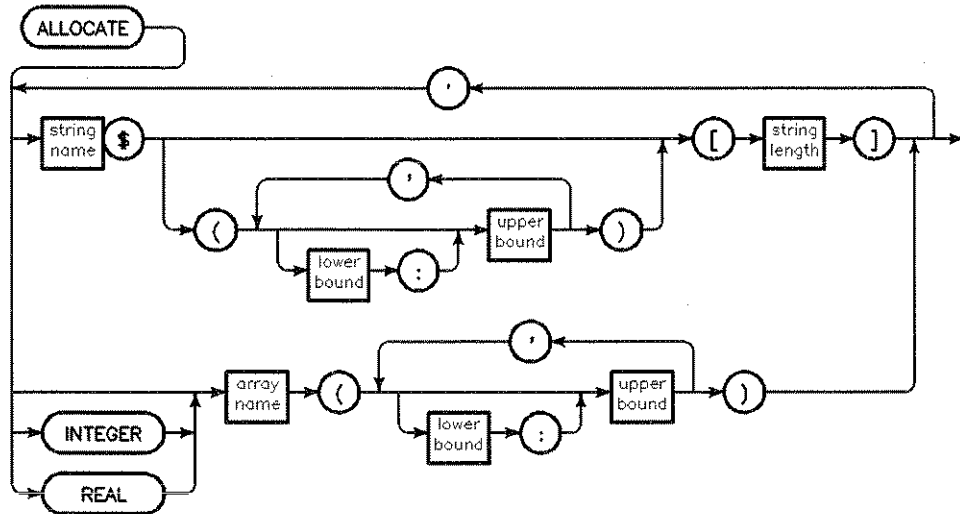 ALLOCATE
,
string
name
$
[
string
length
]
,
(
upper
bound
)
lower
bound
:
,
array
name
(
upper
bound
)
lower
bound
:
INTEGER
REAL